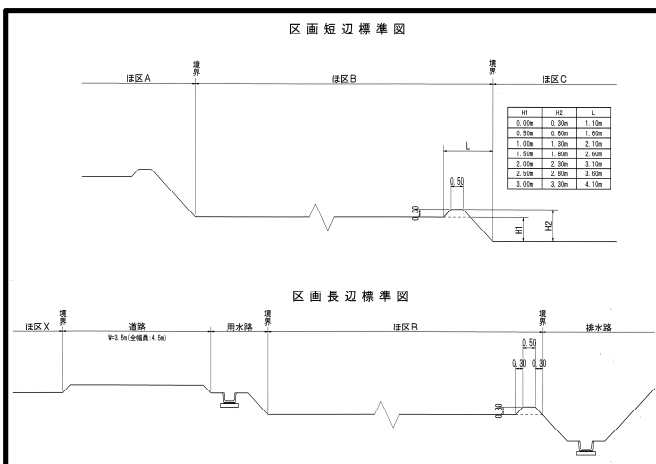 区画短辺標準図
境界
境界
ほ区A
ほ区B
ほ区C
H1 H2 L
0.00m 0.30m 1.10m
0.50m 0.80m 1.60m
1.00m 1.30m 2.10m
1.50m 1.80m 2.60m
2.00m 2.30m 3.10m
2.50m 2.80m 3.60m
3.00m 3.30m 4.10m
L
0.50
0.30
H1
H2
区画長辺標準図
境界
境界
境界
ほ区X
道路
用水路
ほ区B
排水路
W=3.5m(全幅員:4.5m)
0.50
0.30
0.30
0.30